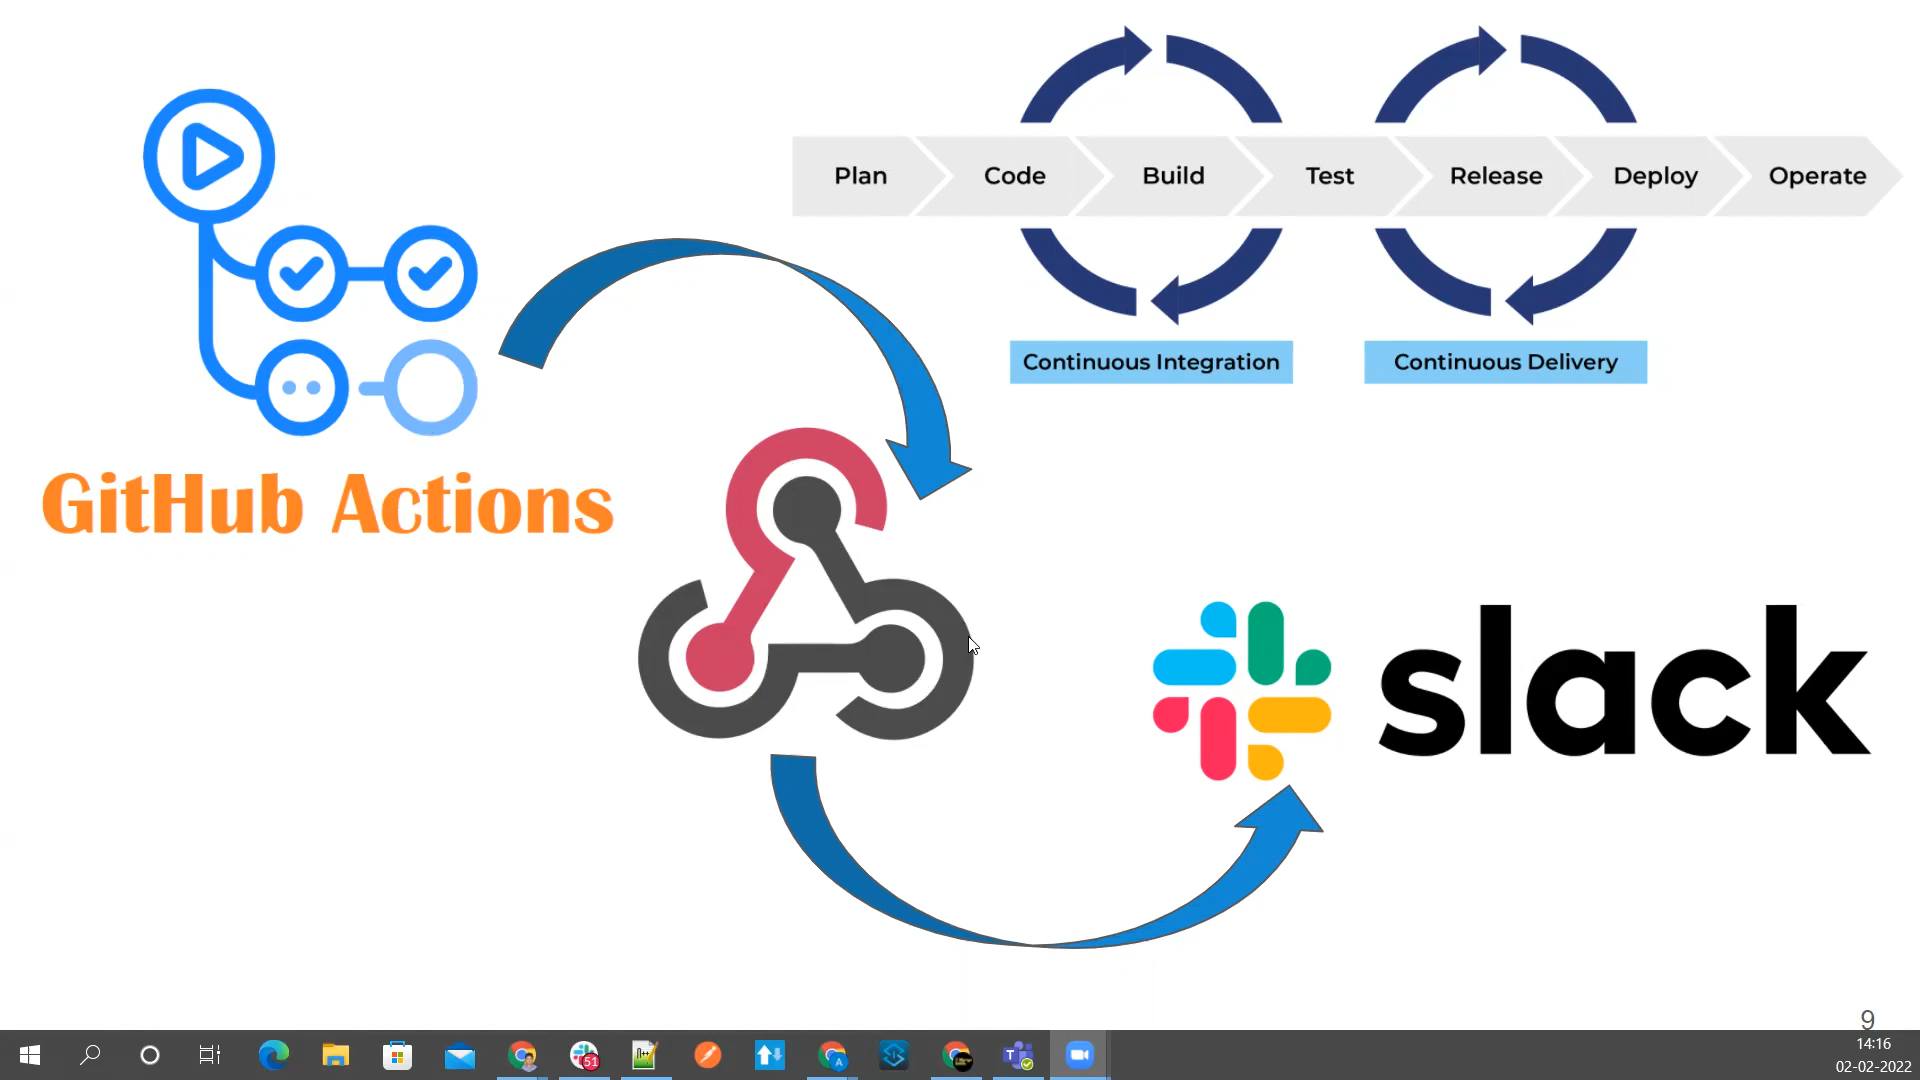 Plan Code Build Test Release Deploy Operate
Continuous Integration Continuous Delivery
GitHub Actions
slack
9
51
14:16
02-02-2022